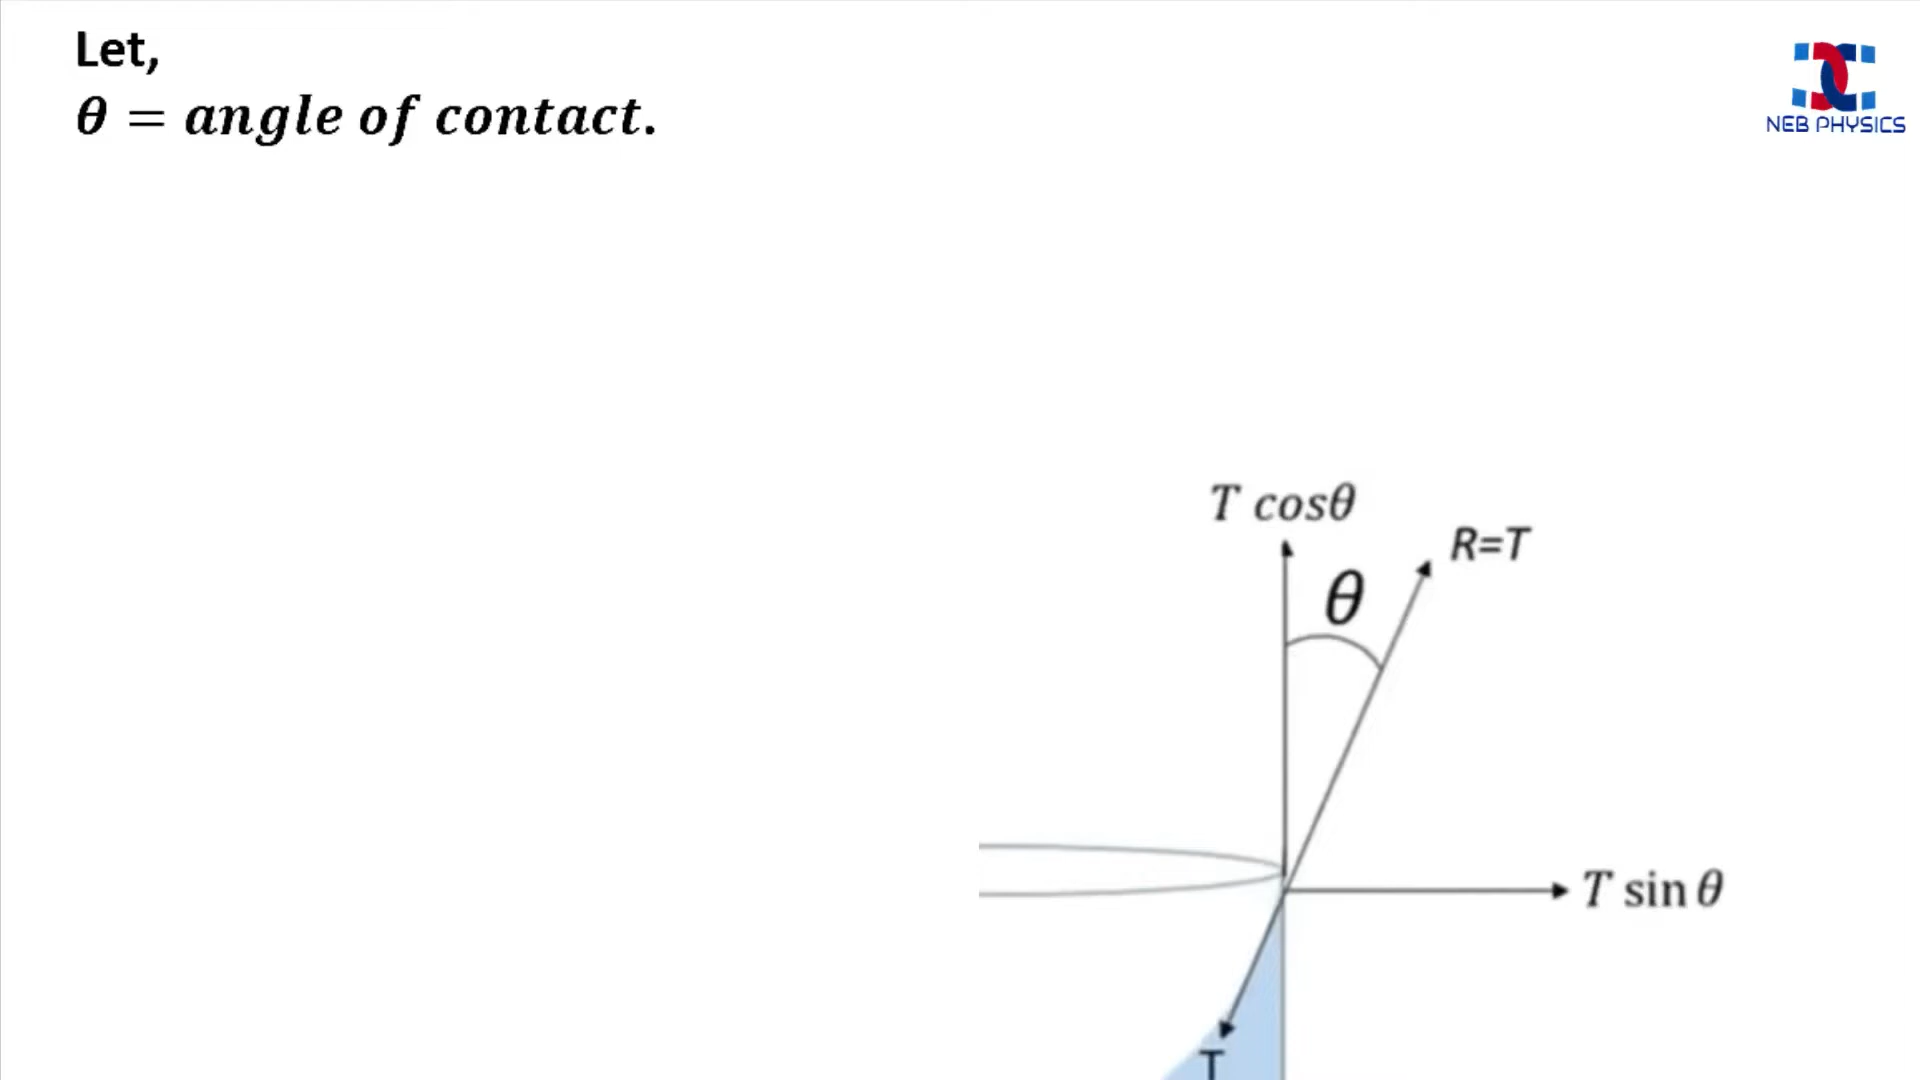 Let,
θ = angle of contact.
NEB PHYSICS
T cosθ
R=T
θ
T sin θ
T